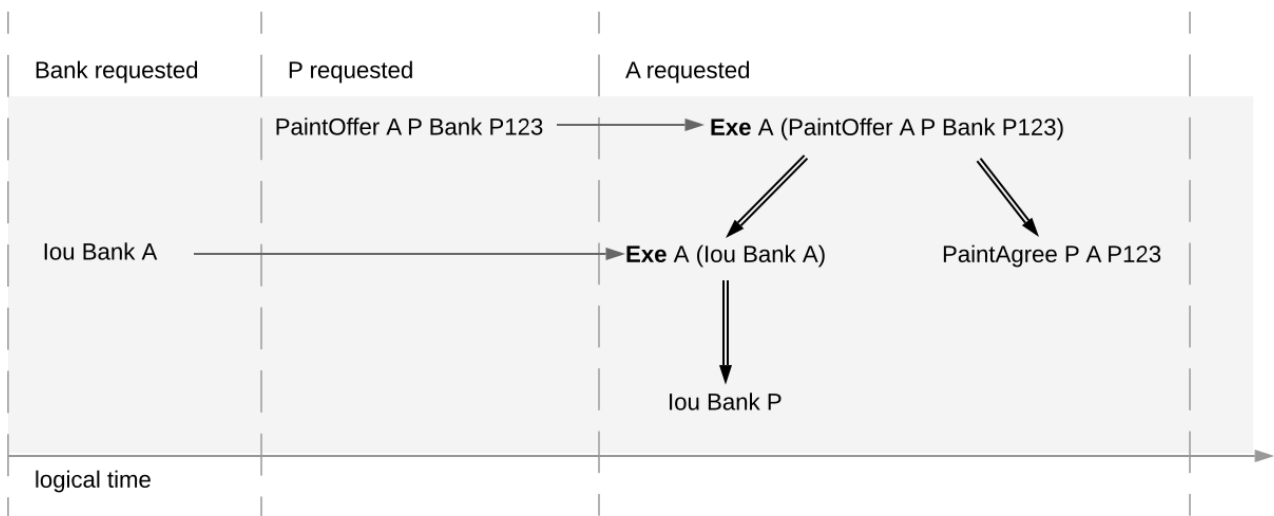 Bank requested
P requested
A requested
PaintOffer A P Bank P123
Exe A (PaintOffer A P Bank P123)
Iou Bank A
Exe A (Iou Bank A)
PaintAgree P A P123
Iou Bank P
logical time